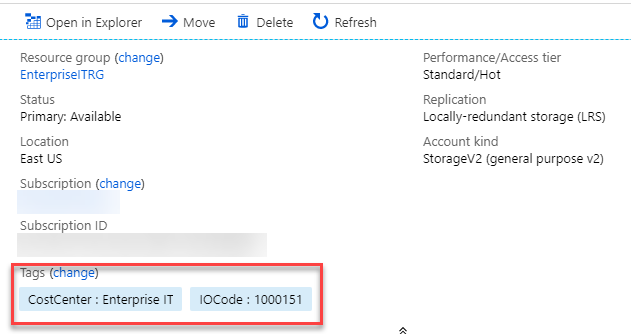 Open in Explorer Move Delete Refresh
Resource group (change)
EnterpriseITRG
Status
Primary: Available
Location
East US
Subscription (change)
Subscription ID
Tags (change)
CostCenter : Enterprise IT IOCode : 1000151
Performance/Access tier
Standard/Hot
Replication
Locally-redundant storage (LRS)
Account kind
StorageV2 (general purpose v2)